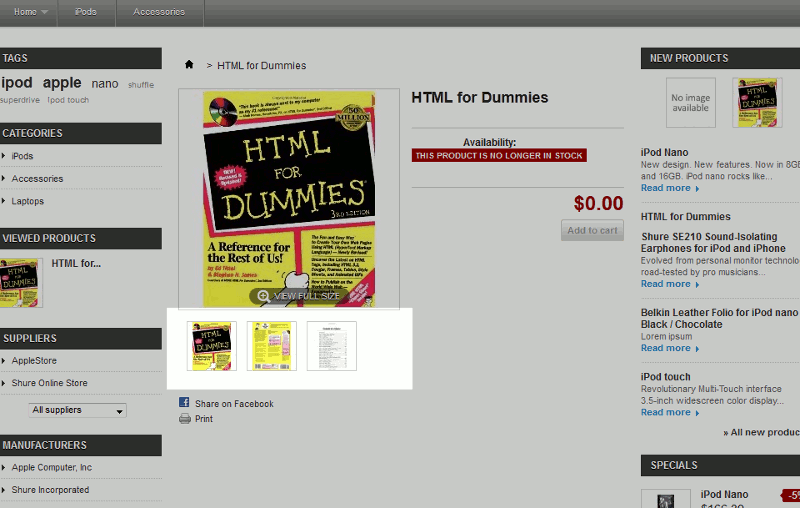 Home
iPods
Accessories
TAGS
ipod apple nano shuffle
superdrive Ipod touch
CATEGORIES
iPods
Accessories
Laptops
VIEWED PRODUCTS
HTML for...
SUPPLIERS
AppleStore
Shure Online Store
All suppliers
MANUFACTURERS
Apple Computer, Inc
Shure Incorporated
> HTML for Dummies
50
MILLION
HTML
FOR
DUMMIES
3RD EDITION
A Reference for
the Rest of Us!
by Ed Tittel
& Stephen N. James
VIEW FULL SIZE
Share on Facebook
Print
HTML for Dummies
Availability:
THIS PRODUCT IS NO LONGER IN STOCK
$0.00
Add to cart
NEW PRODUCTS
No image
available
iPod Nano
New design. New features. Now in 8GB
and 16GB. iPod nano rocks like...
Read more
HTML for Dummies
Shure SE210 Sound-Isolating
Earphones for iPod and iPhone
Evolved from personal monitor technolo
road-tested by pro musicians...
Read more
Belkin Leather Folio for iPod nano
Black / Chocolate
Lorem ipsum
Read more
iPod touch
Revolutionary Multi-Touch interface
3.5-inch widescreen color display...
Read more
» All new produc
SPECIALS
iPod Nano
-5%